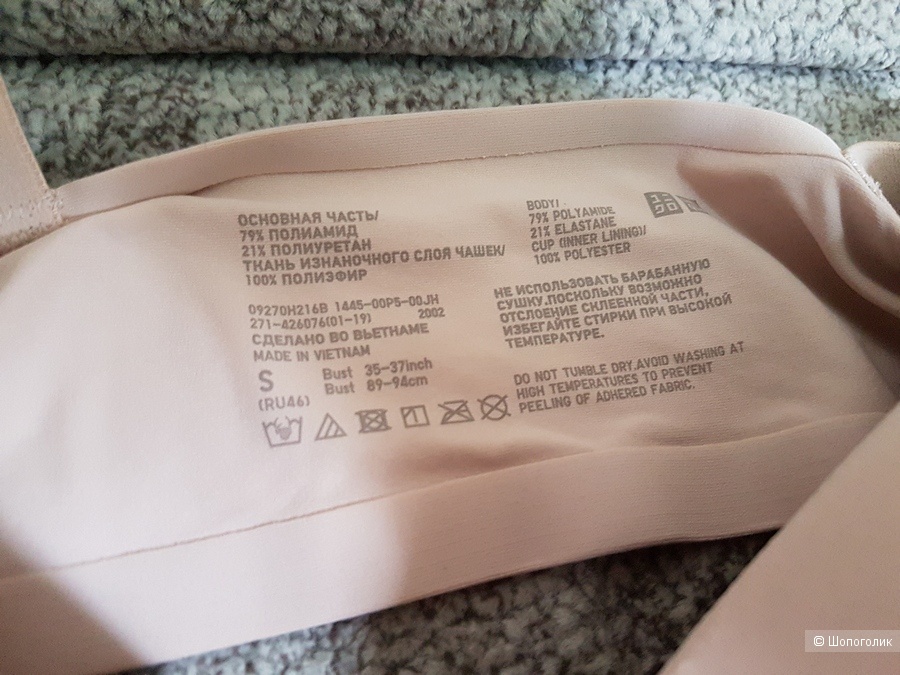 ОСНОВНАЯ ЧАСТЬ/
79% ПОЛИАМИД
21% ПОЛИУРЕТАН
ТКАНЬ ИЗНАНОЧНОГО СЛОЯ ЧАШЕК/
100% ПОЛИЭФИР
09270H216B 1445-00P5-00JH
271-426076(01-19) 2002
СДЕЛАНО ВО ВЬЕТНАМЕ
MADE IN VIETNAM
S Bust 35-37inch
Bust 89-94cm
(RU46)
BODY/
79% POLYAMIDE
21% ELASTANE
CUP (INNER LINING)/
100% POLYESTER
НЕ ИСПОЛЬЗОВАТЬ БАРАБАННУЮ
СУШКУ.ПОСКОЛЬКУ ВОЗМОЖНО
ОТСЛОЕНИЕ СКЛЕЕННОЙ ЧАСТИ.
ИЗБЕГАЙТЕ СТИРКИ ПРИ ВЫСОКОЙ
ТЕМПЕРАТУРЕ.
DO NOT TUMBLE DRY.AVOID WASHING AT
HIGH TEMPERATURES TO PREVENT
PEELING OF ADHERED FABRIC.
© Шопоголик